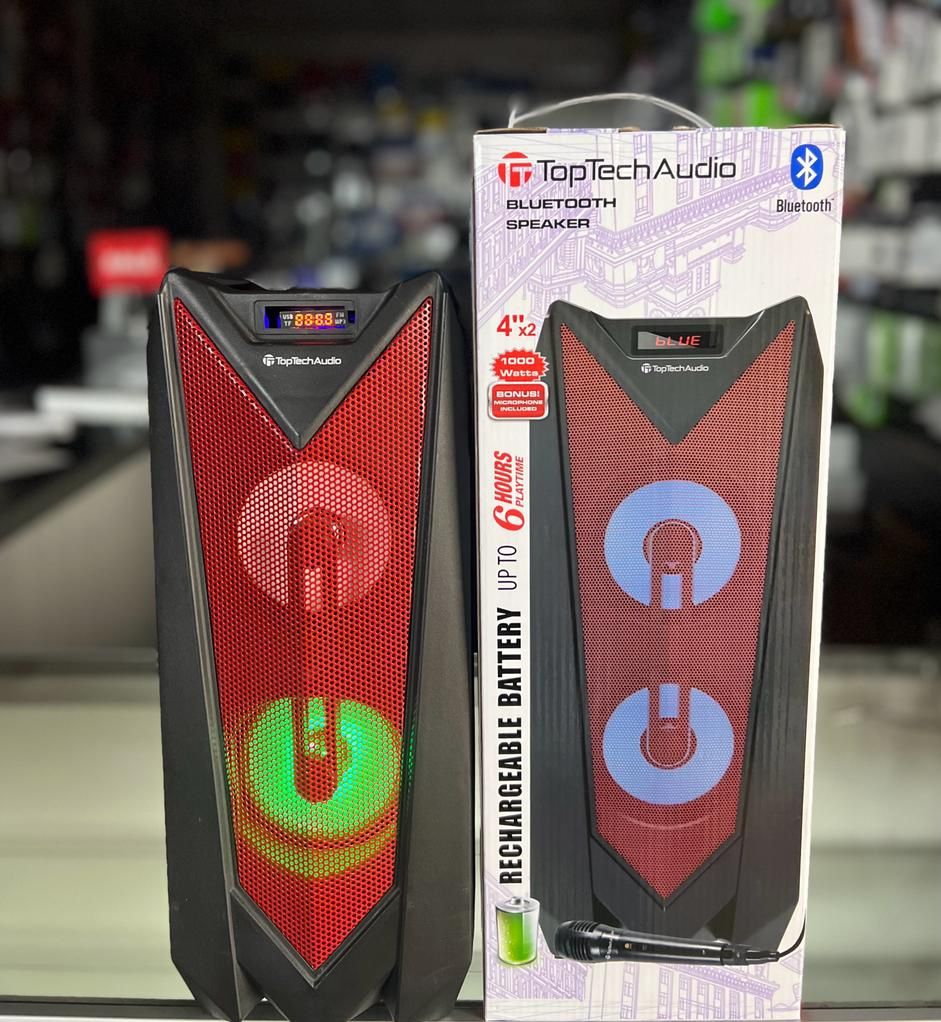 USB 88:88 FM
TF MP3
TopTechAudio
TopTechAudio
BLUETOOTH
SPEAKER
Bluetooth
4"x2
1000
Watts
BONUS!
MICROPHONE
INCLUDED
RECHARGEABLE BATTERY UP TO 6 HOURS PLAYTIME
bLUE
TopTechAudio